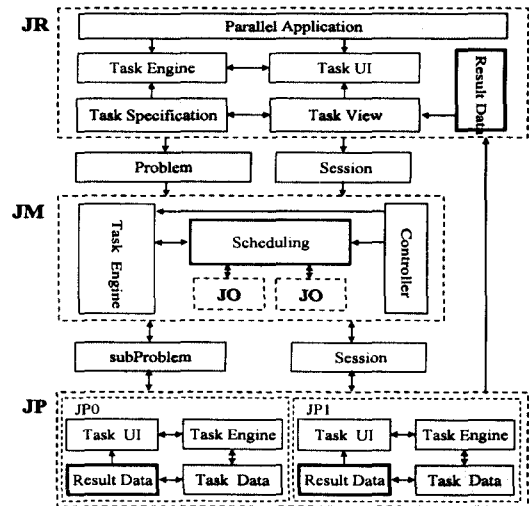 JR
Parallel Application
Task Engine
Task UI
Result Data
Task Specification
Task View
Problem
Session
JM
Task Engine
Scheduling
Controller
JO
JO
subProblem
Session
JP
JP0
JP1
Task UI
Task Engine
Task UI
Task Engine
Result Data
Task Data
Result Data
Task Data